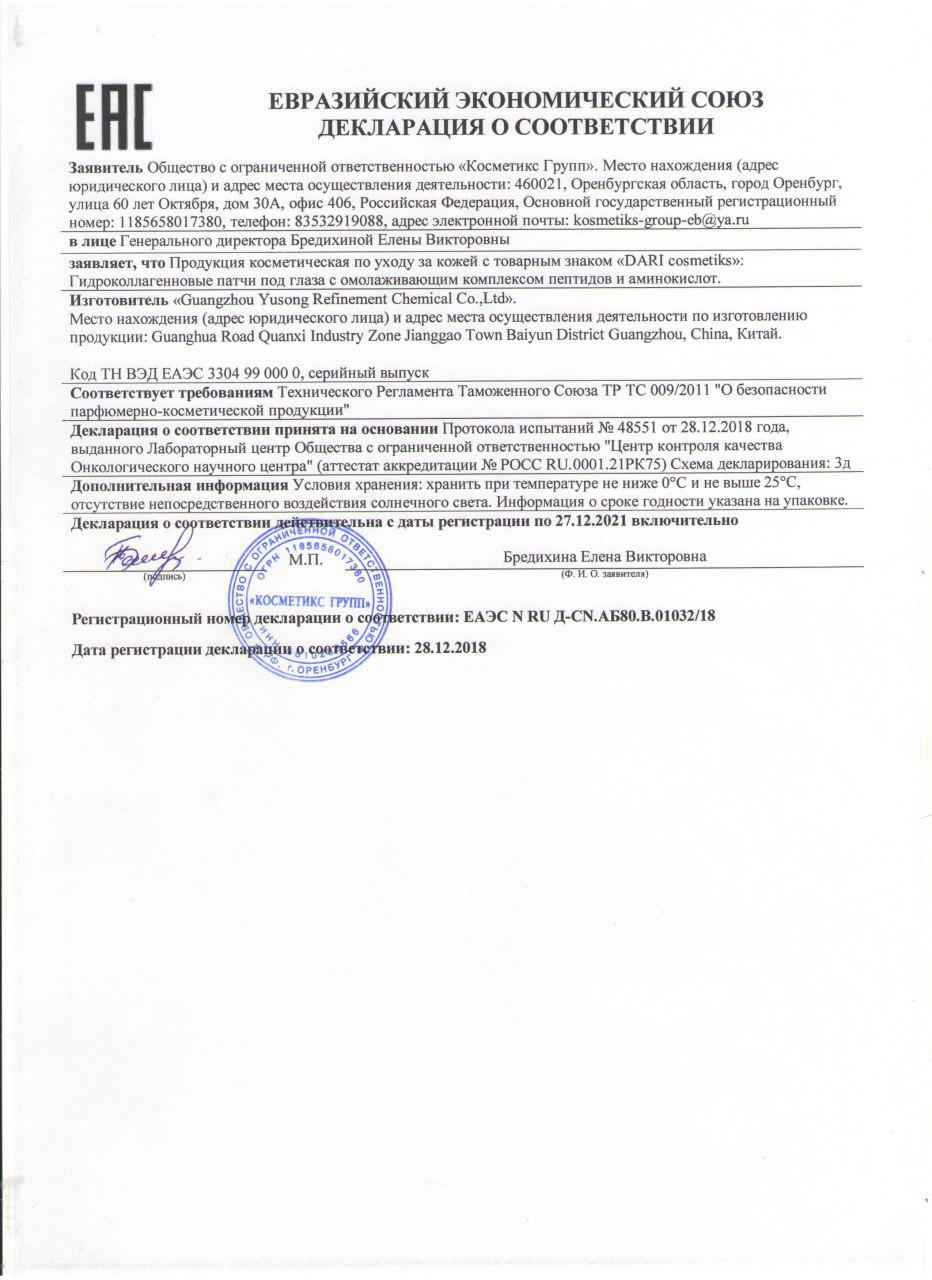 ЕАС
ЕВРАЗИЙСКИЙ ЭКОНОМИЧЕСКИЙ СОЮЗ
ДЕКЛАРАЦИЯ О СООТВЕТСТВИИ
Заявитель Общество с ограниченной ответственностью «Косметикс Групп». Место нахождения (адрес
юридического лица) и адрес места осуществления деятельности: 460021, Оренбургская область, город Оренбург,
улица 60 лет Октября, дом 30А, офис 406, Российская Федерация, Основной государственный регистрационный
номер: 1185658017380, телефон: 83532919088, адрес электронной почты: kosmetiks-group-eb@ya.ru
в лице Генерального директора Бредихиной Елены Викторовны
заявляет, что Продукция косметическая по уходу за кожей с товарным знаком «DARI cosmetiks»:
Гидроколлагенновые патчи под глаза с омолаживающим комплексом пептидов и аминокислот.
Изготовитель «Guangzhou Yusong Refinement Chemical Co.,Ltd».
Место нахождения (адрес юридического лица) и адрес места осуществления деятельности по изготовлению
продукции: Guanghua Road Quanxi Industry Zone Jianggao Town Baiyun District Guangzhou, China, Китай.
Код ТН ВЭД ЕАЭС 3304 99 000 0, серийный выпуск
Соответствует требованиям Технического Регламента Таможенного Союза ТР ТС 009/2011 "О безопасности
парфюмерно-косметической продукции"
Декларация о соответствии принята на основании Протокола испытаний № 48551 от 28.12.2018 года,
выданного Лабораторный центр Общества с ограниченной ответственностью "Центр контроля качества
Онкологического научного центра" (аттестат аккредитации № РОСС RU.0001.21РК75) Схема декларирования: 3д
Дополнительная информация Условия хранения: хранить при температуре не ниже 0°С и не выше 25°С,
отсутствие непосредственного воздействия солнечного света. Информация о сроке годности указана на упаковке.
Декларация о соответствии действительна с даты регистрации по 27.12.2021 включительно
М.П.
Бредихина Елена Викторовна
(подпись)
(Ф. И. О. заявителя)
ОБЩЕСТВО С ОГРАНИ�ченной ОТВЕТСТВЕННОСТЬЮ
ОГРН 1185658017380
«КОСМЕТИКС ГРУПП»
ИНН
РФ, г. ОРЕНБУРГ
Регистрационный номер декларации о соответствии: ЕАЭС N RU Д-CN.АБ80.В.01032/18
Дата регистрации декларации о соответствии: 28.12.2018